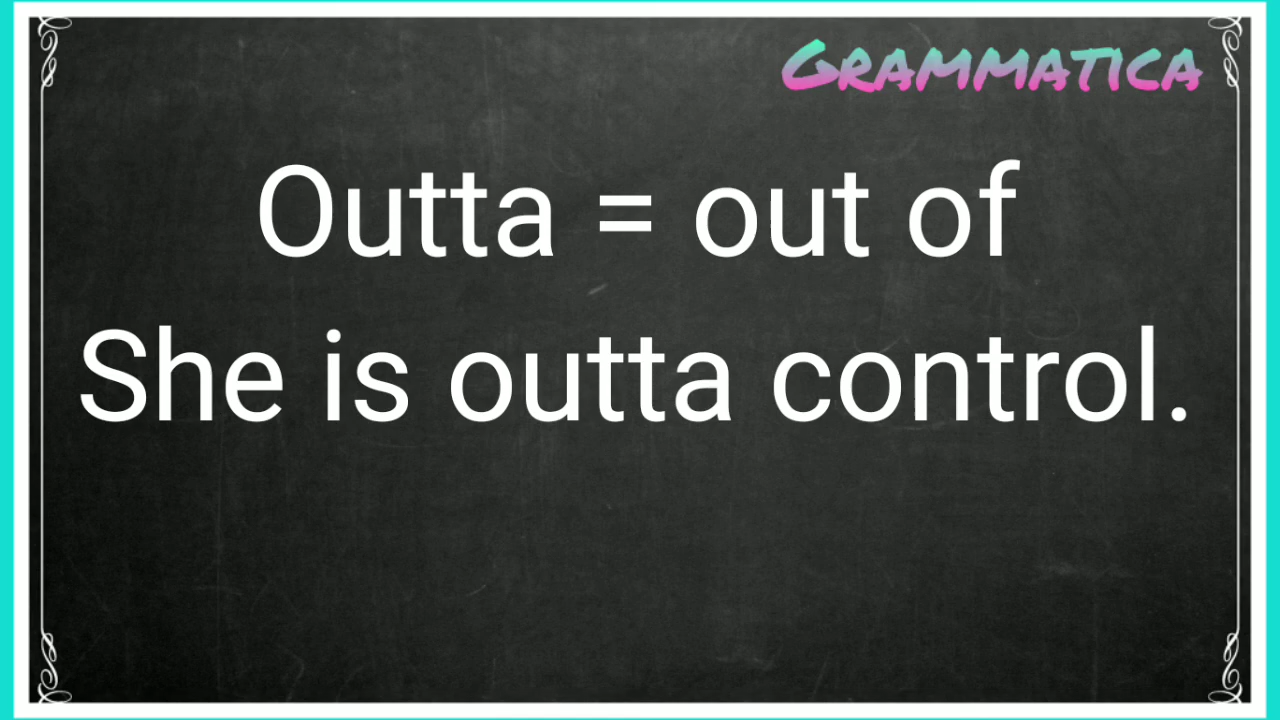 GRAMMATICA
Outta = out of
She is outta control.